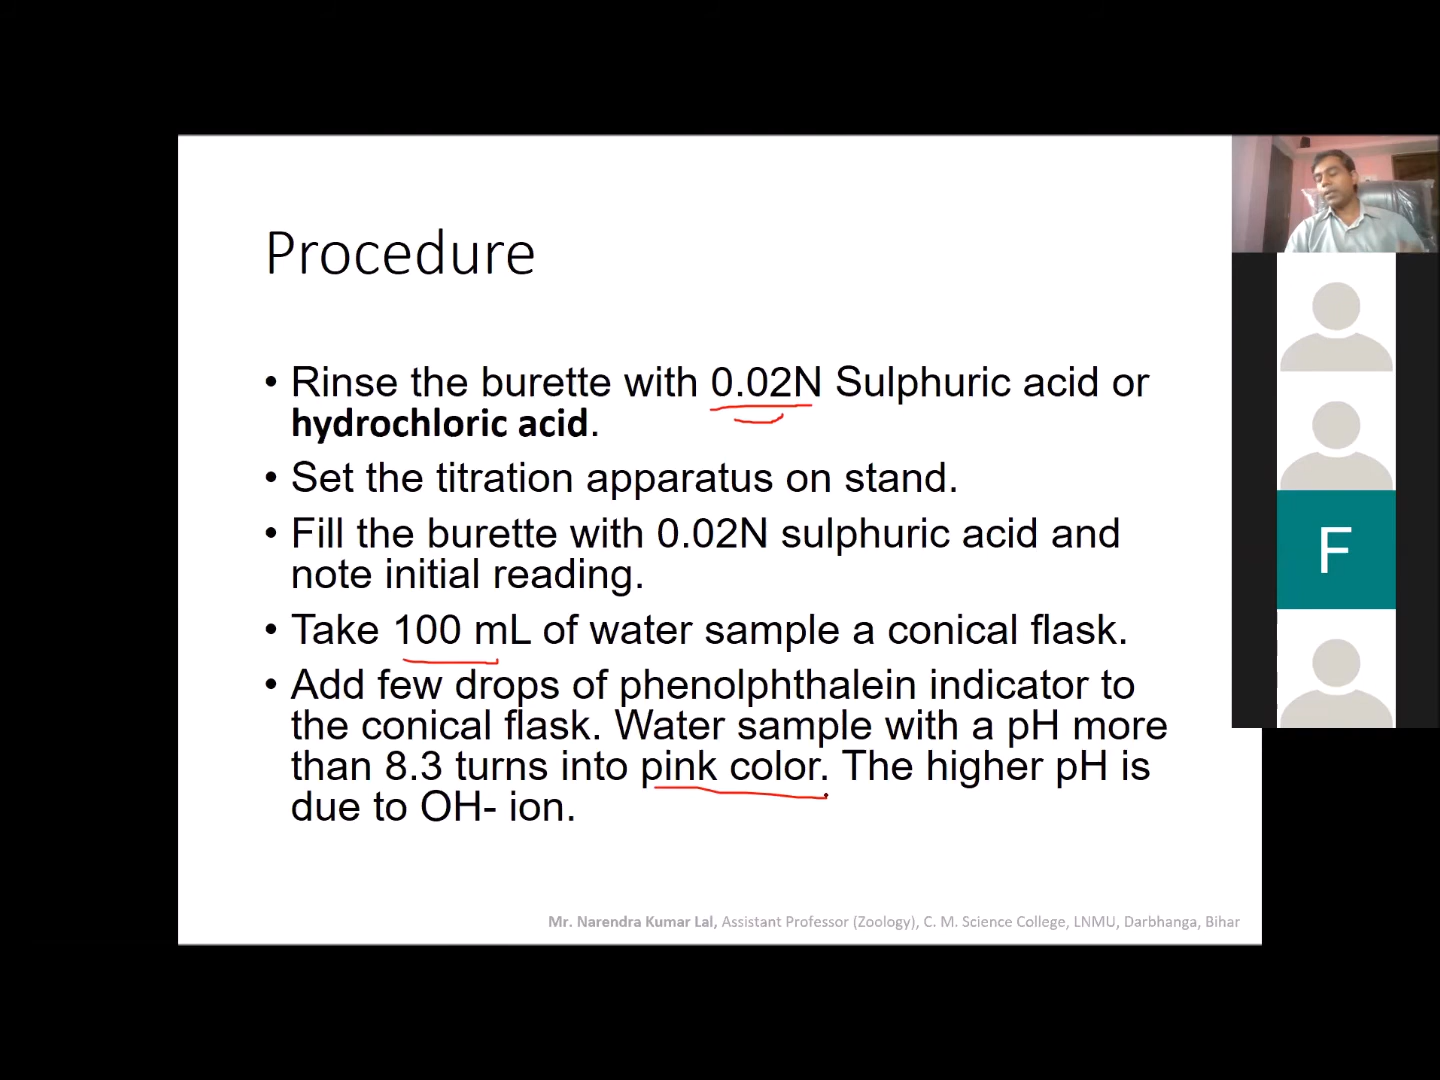 Procedure
• Rinse the burette with 0.02N Sulphuric acid or
hydrochloric acid.
• Set the titration apparatus on stand.
• Fill the burette with 0.02N sulphuric acid and
note initial reading.
• Take 100 mL of water sample a conical flask.
• Add few drops of phenolphthalein indicator to
the conical flask. Water sample with a pH more
than 8.3 turns into pink color. The higher pH is
due to OH- ion.
Mr. Narendra Kumar Lal, Assistant Professor (Zoology), C. M. Science College, LNMU, Darbhanga, Bihar
F